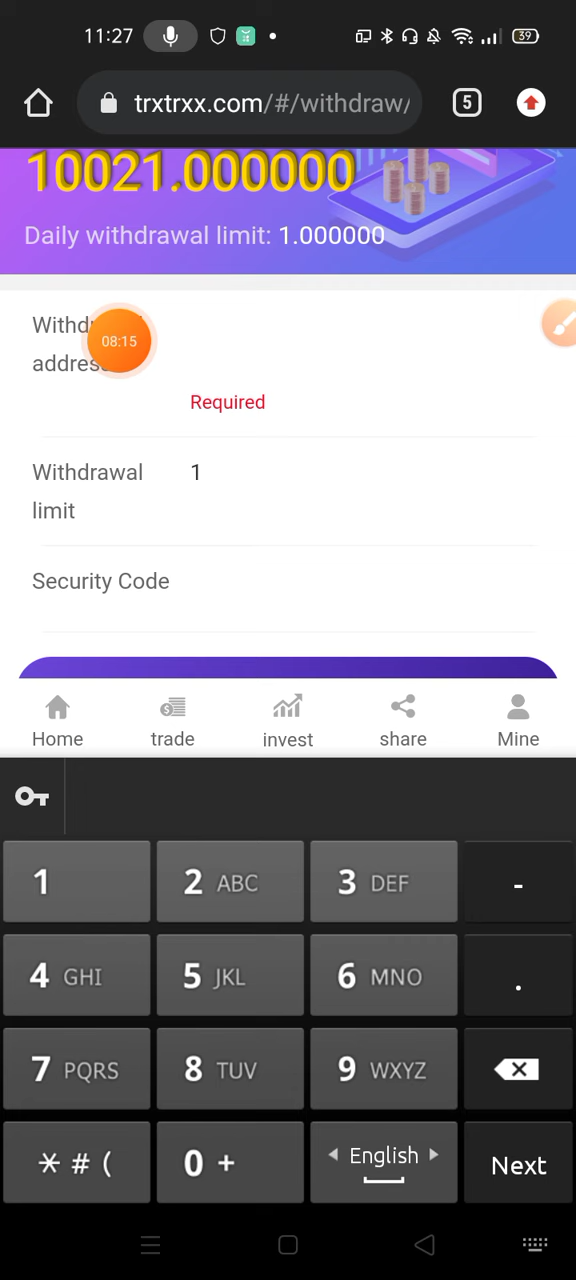 11:27
39
trxtrxx.com/#/withdraw/
5
10021.000000
Daily withdrawal limit: 1.000000
08:15
Required
Withdrawal 1
limit
Security Code
Home trade invest share Mine
1 2 ABC 3 DEF -
4 GHI 5 JKL 6 MNO .
7 PQRS 8 TUV 9 WXYZ
* # ( 0 + English Next